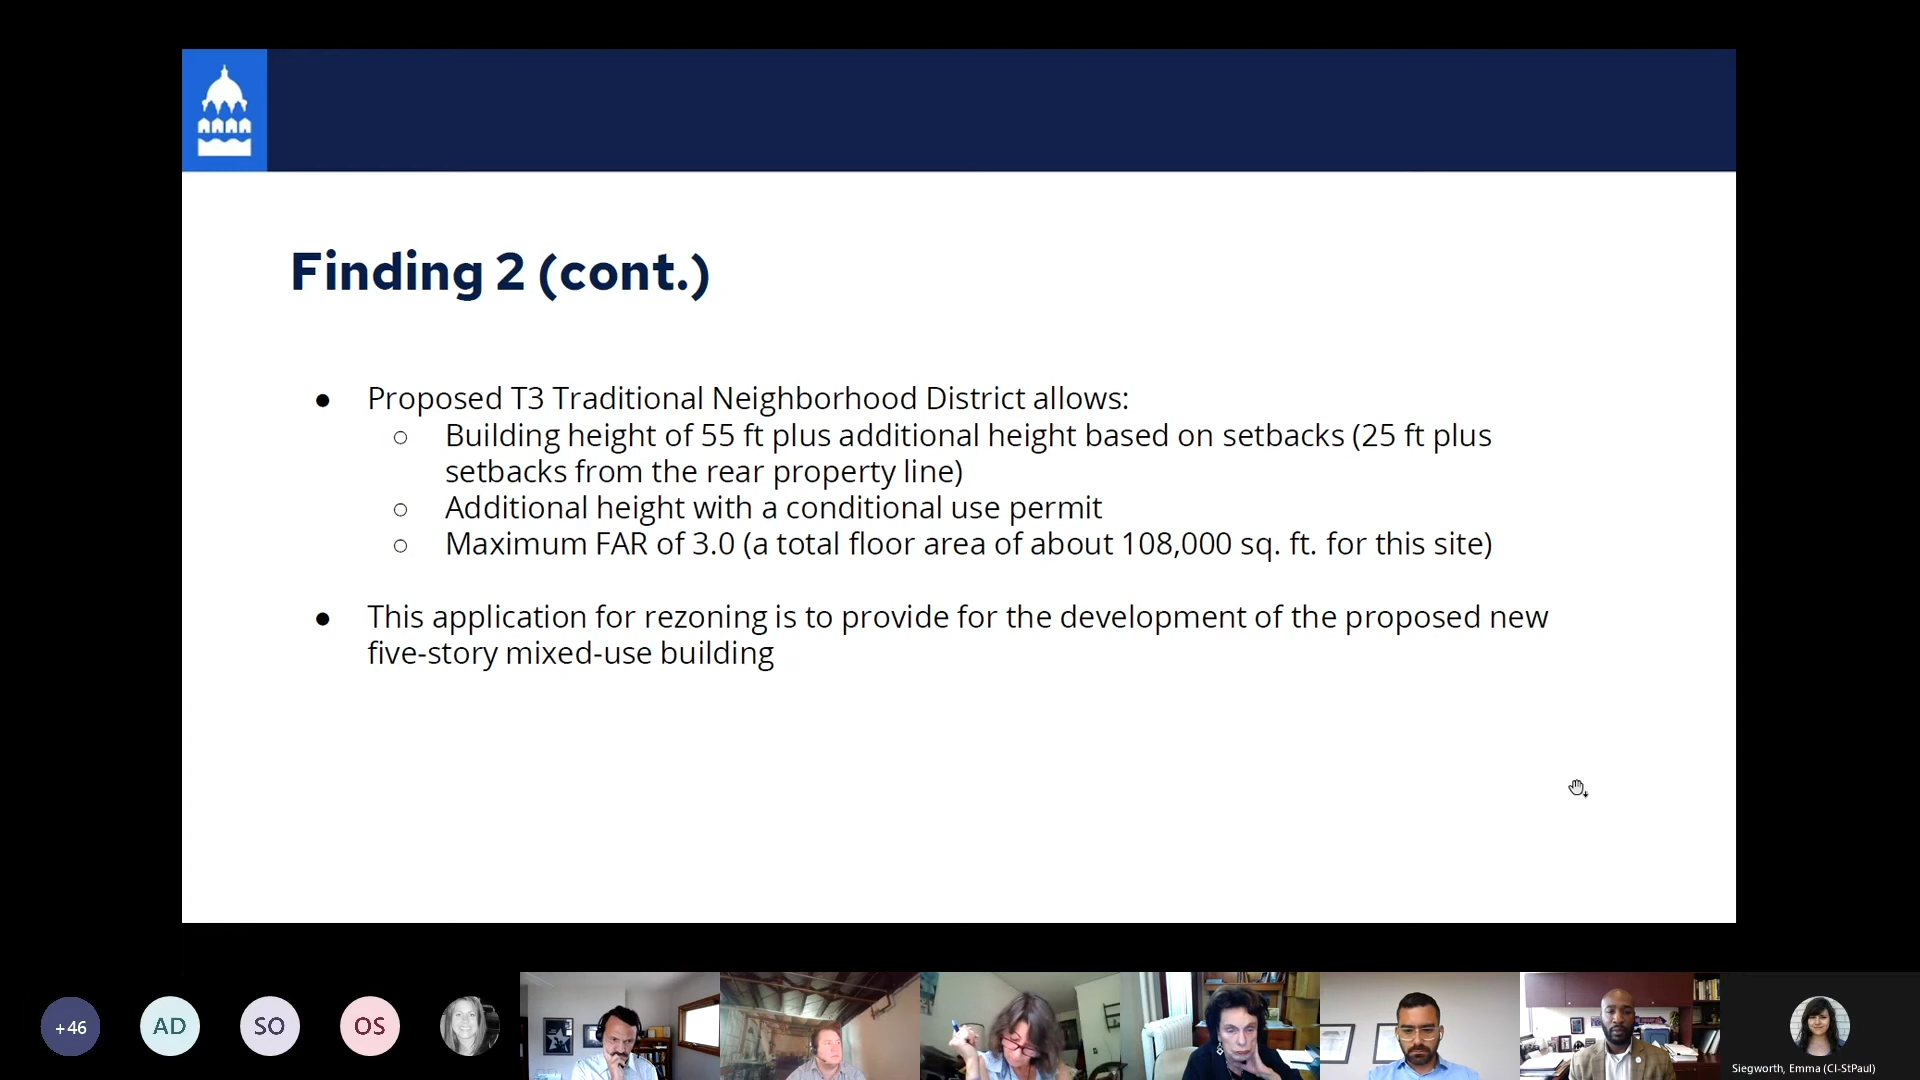 Finding 2 (cont.)
● Proposed T3 Traditional Neighborhood District allows:
○ Building height of 55 ft plus additional height based on setbacks (25 ft plus
setbacks from the rear property line)
○ Additional height with a conditional use permit
○ Maximum FAR of 3.0 (a total floor area of about 108,000 sq. ft. for this site)
● This application for rezoning is to provide for the development of the proposed new
five-story mixed-use building
+46
AD
SO
OS
Siegworth, Emma (CI-StPaul)